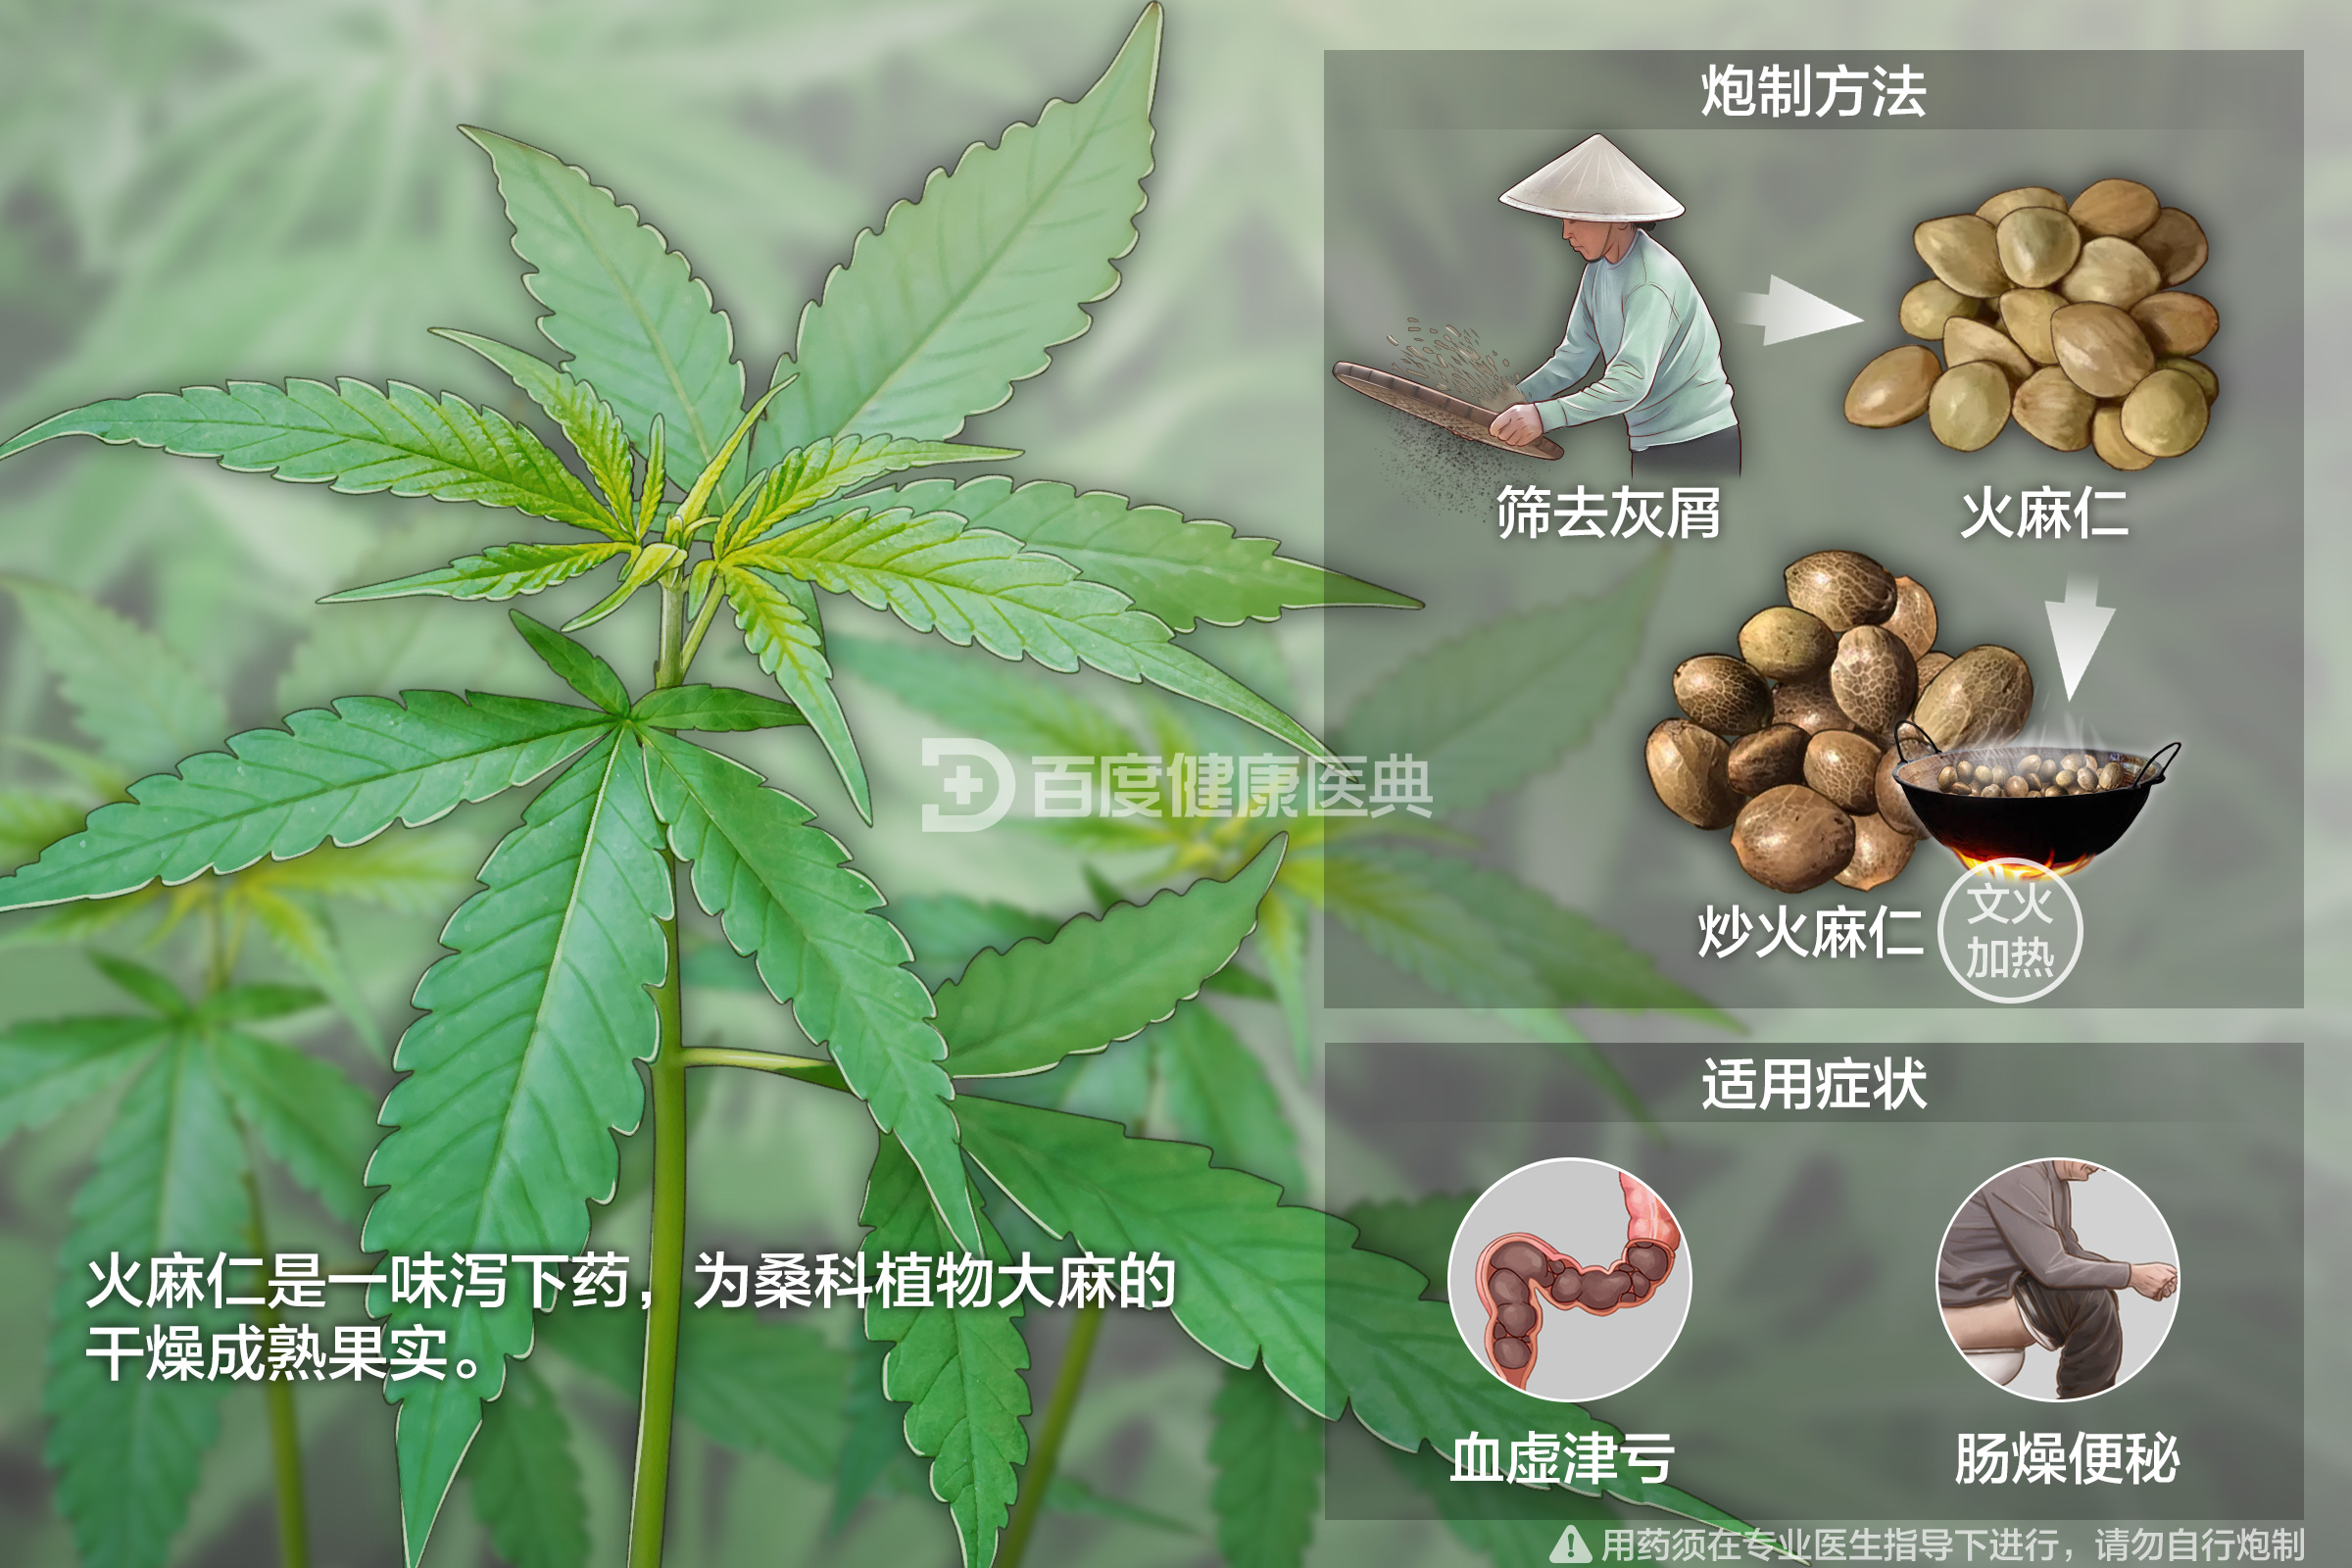 炮制方法
筛去灰屑
火麻仁
炒火麻仁
文火
加热
百度健康医典
适用症状
血虚津亏
肠燥便秘
火麻仁是一味泻下药，为桑科植物大麻的
干燥成熟果实。
用药须在专业医生指导下进行，请勿自行炮制